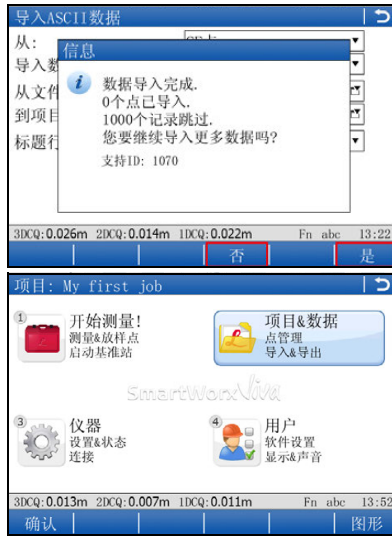 导入ASCII数据
从:
信息
导入数
数据导入完成.
从文件
0个点已导入.
到项目
1000个记录跳过.
标题行
您要继续导入更多数据吗?
支持ID: 1070
3DCQ:0.026m 2DCQ:0.014m 1DCQ:0.022m Fn abc 13:22
否 是
项目: My first job
1 开始测量! 项目&数据
测量&放样点 点管理
启动基准站 导入&导出
SmartWorx Viva
3 仪器 4 用户
设置&状态 软件设置
连接 显示&声音
3DCQ:0.013m 2DCQ:0.007m 1DCQ:0.011m Fn abc 13:52
确认 图形